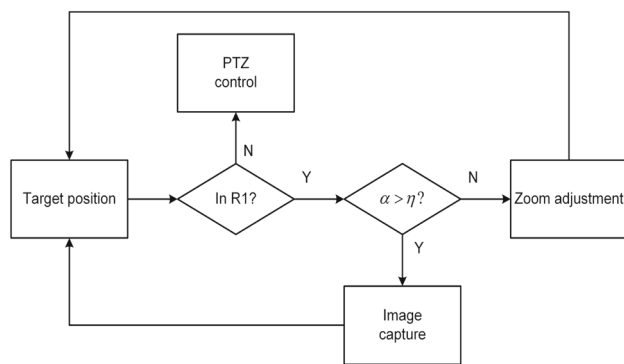 PTZ
control
N
Target position
In R1?
Y
α > η?
N
Zoom adjustment
Y
Image
capture